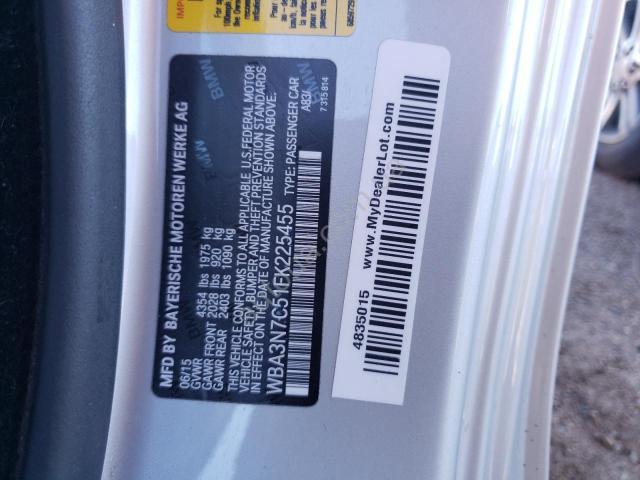 MFD BY BAYERISCHE MOTOREN WERKE AG
06/15
GVWR 4354 lbs 1975 kg
GAWR FRONT 2028 lbs 920 kg
GAWR REAR 2403 lbs 1090 kg
THIS VEHICLE CONFORMS TO ALL APPLICABLE U.S. FEDERAL MOTOR
VEHICLE SAFETY, BUMPER AND THEFT PREVENTION STANDARDS
IN EFFECT ON THE DATE OF MANUFACTURE SHOWN ABOVE.
WBA3N7C51FK225455 TYPE: PASSENGER CAR
A83/
7 315 814
BMW
BMW
BMW
4835015 www.MyDealerLot.com